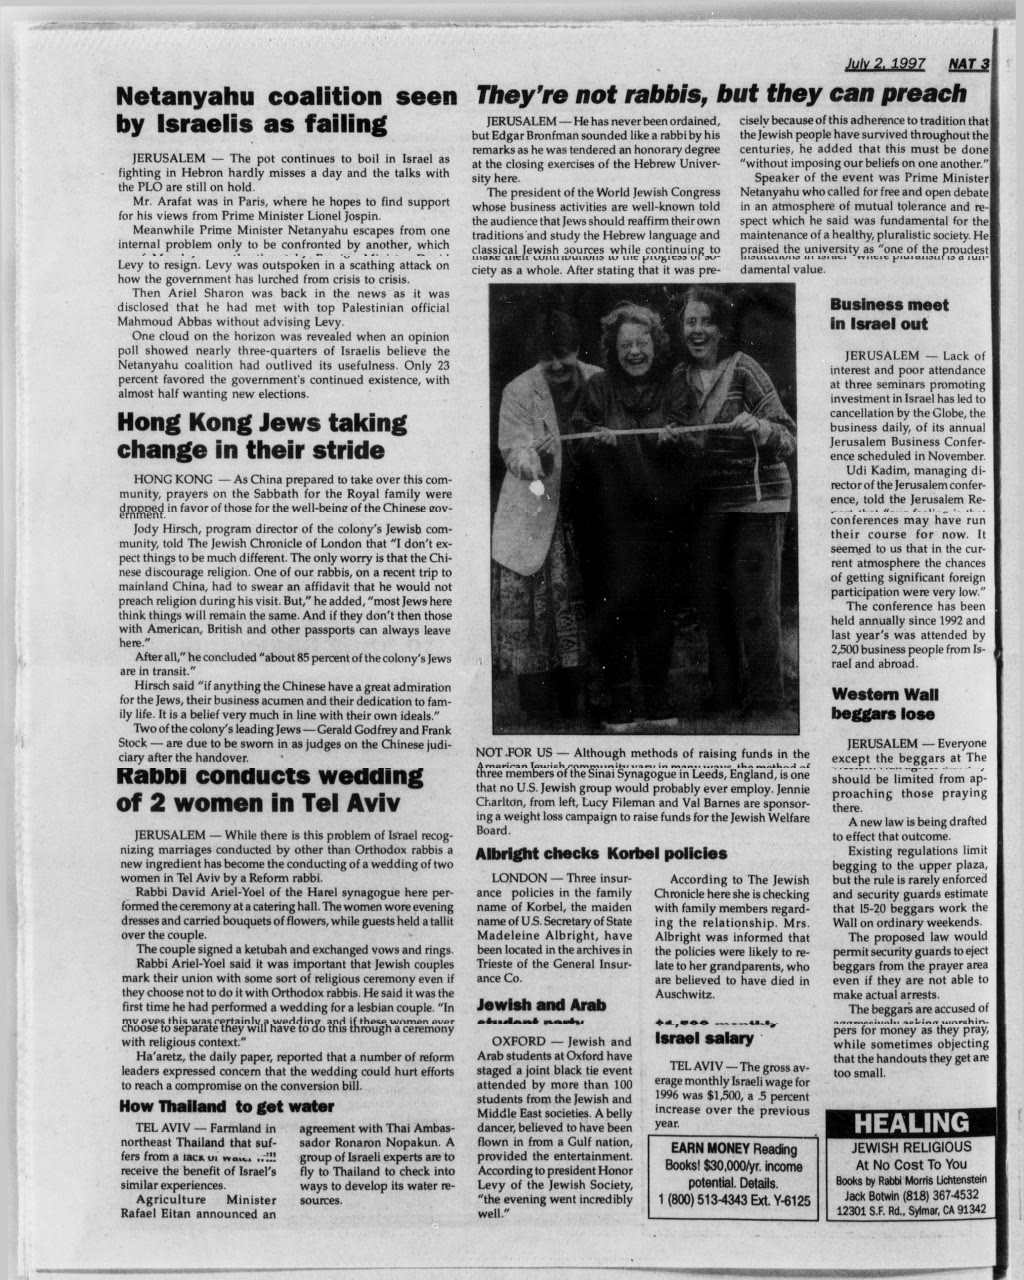 July 2, 1997 NAT 3
Netanyahu coalition seen
by Israelis as failing
JERUSALEM — The pot continues to boil in Israel as
fighting in Hebron hardly misses a day and the talks with
the PLO are still on hold.
Mr. Arafat was in Paris, where he hopes to find support
for his views from Prime Minister Lionel Jospin.
Meanwhile Prime Minister Netanyahu escapes from one
internal problem only to be confronted by another, which
Levy to resign. Levy was outspoken in a scathing attack on
how the government has lurched from crisis to crisis.
Then Ariel Sharon was back in the news as it was
disclosed that he had met with top Palestinian official
Mahmoud Abbas without advising Levy.
One cloud on the horizon was revealed when an opinion
poll showed nearly three-quarters of Israelis believe the
Netanyahu coalition had outlived its usefulness. Only 23
percent favored the government's continued existence, with
almost half wanting new elections.
Hong Kong Jews taking
change in their stride
HONG KONG — As China prepared to take over this com-
munity, prayers on the Sabbath for the Royal family were
dropped in favor of those for the well-being of the Chinese gov-
ernment.
Jody Hirsch, program director of the colony's Jewish com-
munity, told The Jewish Chronicle of London that "I don't ex-
pect things to be much different. The only worry is that the Chi-
nese discourage religion. One of our rabbis, on a recent trip to
mainland China, had to swear an affidavit that he would not
preach religion during his visit. But," he added, "most Jews here
think things will remain the same. And if they don't then those
with American, British and other passports can always leave
here."
After all," he concluded "about 85 percent of the colony's Jews
are in transit."
Hirsch said "if anything the Chinese have a great admiration
for the Jews, their business acumen and their dedication to fam-
ily life. It is a belief very much in line with their own ideals."
Two of the colony's leading Jews — Gerald Godfrey and Frank
Stock — are due to be sworn in as judges on the Chinese judi-
ciary after the handover.
Rabbi conducts wedding
of 2 women in Tel Aviv
JERUSALEM — While there is this problem of Israel recog-
nizing marriages conducted by other than Orthodox rabbis a
new ingredient has become the conducting of a wedding of two
women in Tel Aviv by a Reform rabbi.
Rabbi David Ariel-Yoel of the Harel synagogue here per-
formed the ceremony at a catering hall. The women wore evening
dresses and carried bouquets of flowers, while guests held a tallit
over the couple.
The couple signed a ketubah and exchanged vows and rings.
Rabbi Ariel-Yoel said it was important that Jewish couples
mark their union with some sort of religious ceremony even if
they choose not to do it with Orthodox rabbis. He said it was the
first time he had performed a wedding for a lesbian couple. "In
my eyes this was certainly a wedding, and if these women ever
choose to separate they will have to do this through a ceremony
with religious context."
Ha'aretz, the daily paper, reported that a number of reform
leaders expressed concern that the wedding could hurt efforts
to reach a compromise on the conversion bill.
How Thailand to get water
TEL AVIV — Farmland in
northeast Thailand that suf-
fers from a lack of water will
receive the benefit of Israel's
similar experiences.
Agriculture Minister
Rafael Eitan announced an
agreement with Thai Ambas-
sador Ronaron Nopakun. A
group of Israeli experts are to
fly to Thailand to check into
ways to develop its water re-
sources.
They're not rabbis, but they can preach
JERUSALEM — He has never been ordained,
but Edgar Bronfman sounded like a rabbi by his
remarks as he was tendered an honorary degree
at the closing exercises of the Hebrew Univer-
sity here.
The president of the World Jewish Congress
whose business activities are well-known told
the audience that Jews should reaffirm their own
traditions and study the Hebrew language and
classical Jewish sources while continuing to
make their contributions to the progress of so-
ciety as a whole. After stating that it was pre-
cisely because of this adherence to tradition that
the Jewish people have survived throughout the
centuries, he added that this must be done
"without imposing our beliefs on one another."
Speaker of the event was Prime Minister
Netanyahu who called for free and open debate
in an atmosphere of mutual tolerance and re-
spect which he said was fundamental for the
maintenance of a healthy, pluralistic society. He
praised the university as "one of the proudest
institutions in Israel "where pluralism is a fun-
damental value.
NOT FOR US — Although methods of raising funds in the
American Jewish community vary in many ways, the method of
three members of the Sinai Synagogue in Leeds, England, is one
that no U.S. Jewish group would probably ever employ. Jennie
Charlton, from left, Lucy Fileman and Val Barnes are sponsor-
ing a weight loss campaign to raise funds for the Jewish Welfare
Board.
Albright checks Korbel policies
LONDON — Three insur-
ance policies in the family
name of Korbel, the maiden
name of U.S. Secretary of State
Madeleine Albright, have
been located in the archives in
Trieste of the General Insur-
ance Co.
According to The Jewish
Chronicle here she is checking
with family members regard-
ing the relationship. Mrs.
Albright was informed that
the policies were likely to re-
late to her grandparents, who
are believed to have died in
Auschwitz.
Jewish and Arab
student party
OXFORD — Jewish and
Arab students at Oxford have
staged a joint black tie event
attended by more than 100
students from the Jewish and
Middle East societies. A belly
dancer, believed to have been
flown in from a Gulf nation,
provided the entertainment.
According to president Honor
Levy of the Jewish Society,
"the evening went incredibly
well."
monthly
Israel salary
TEL AVIV — The gross av-
erage monthly Israeli wage for
1996 was $1,500, a .5 percent
increase over the previous
year.
EARN MONEY Reading
Books! $30,000/yr. income
potential. Details.
1 (800) 513-4343 Ext. Y-6125
Business meet
in Israel out
JERUSALEM — Lack of
interest and poor attendance
at three seminars promoting
investment in Israel has led to
cancellation by the Globe, the
business daily, of its annual
Jerusalem Business Confer-
ence scheduled in November.
Udi Kadim, managing di-
rector of the Jerusalem confer-
ence, told the Jerusalem Re-
port that "our feeling is that
conferences may have run
their course for now. It
seemed to us that in the cur-
rent atmosphere the chances
of getting significant foreign
participation were very low."
The conference has been
held annually since 1992 and
last year's was attended by
2,500 business people from Is-
rael and abroad.
Western Wall
beggars lose
JERUSALEM — Everyone
except the beggars at The
should be limited from ap-
proaching those praying
there.
A new law is being drafted
to effect that outcome.
Existing regulations limit
begging to the upper plaza,
but the rule is rarely enforced
and security guards estimate
that 15-20 beggars work the
Wall on ordinary weekends.
The proposed law would
permit security guards to eject
beggars from the prayer area
even if they are not able to
make actual arrests.
The beggars are accused of
aggressively asking worship-
pers for money as they pray,
while sometimes objecting
that the handouts they get are
too small.
HEALING
JEWISH RELIGIOUS
At No Cost To You
Books by Rabbi Morris Lichtenstein
Jack Botwin (818) 367-4532
12301 S.F. Rd., Sylmar, CA 91342